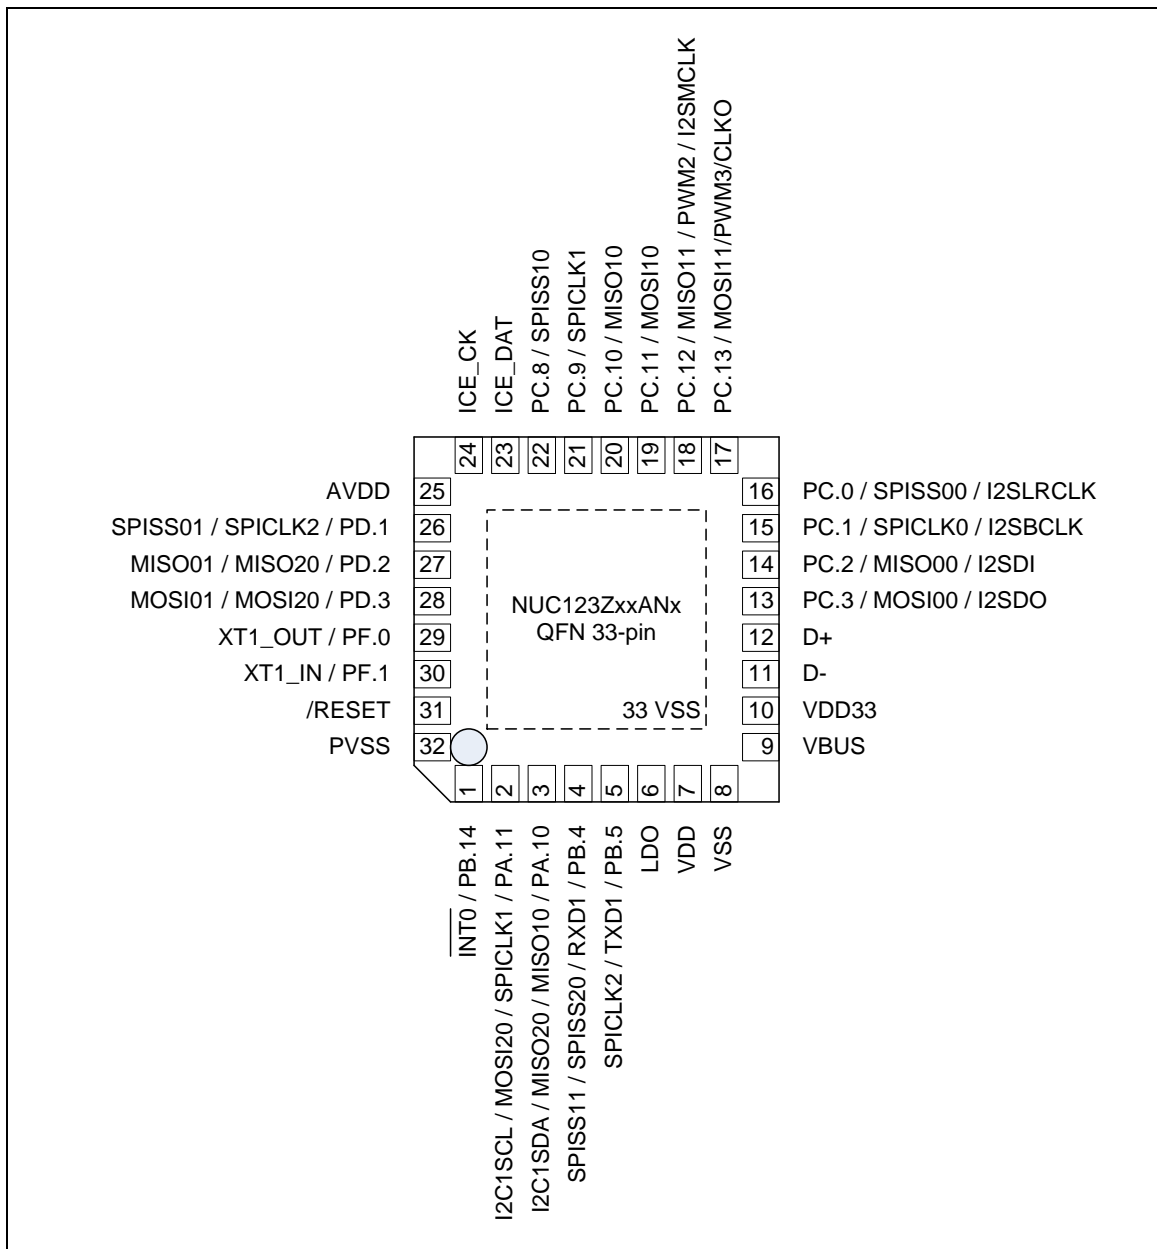 ICE_CK
ICE_DAT
PC.8 / SPISS10
PC.9 / SPICLK1
PC.10 / MISO10
PC.11 / MOSI10
PC.12 / MISO11 / PWM2 / I2SMCLK
PC.13 / MOSI11/PWM3/CLKO
24
23
22
21
20
19
18
17
AVDD
25
SPISS01 / SPICLK2 / PD.1
26
MISO01 / MISO20 / PD.2
27
MOSI01 / MOSI20 / PD.3
28
XT1_OUT / PF.0
29
XT1_IN / PF.1
30
/RESET
31
PVSS
32
NUC123ZxxANx
QFN 33-pin
33 VSS
16
PC.0 / SPISS00 / I2SLRCLK
15
PC.1 / SPICLK0 / I2SBCLK
14
PC.2 / MISO00 / I2SDI
13
PC.3 / MOSI00 / I2SDO
12
D+
11
D-
10
VDD33
9
VBUS
1
2
3
4
5
6
7
8
INT0 / PB.14
I2C1SCL / MOSI20 / SPICLK1 / PA.11
I2C1SDA / MISO20 / MISO10 / PA.10
SPISS11 / SPISS20 / RXD1 / PB.4
SPICLK2 / TXD1 / PB.5
LDO
VDD
VSS